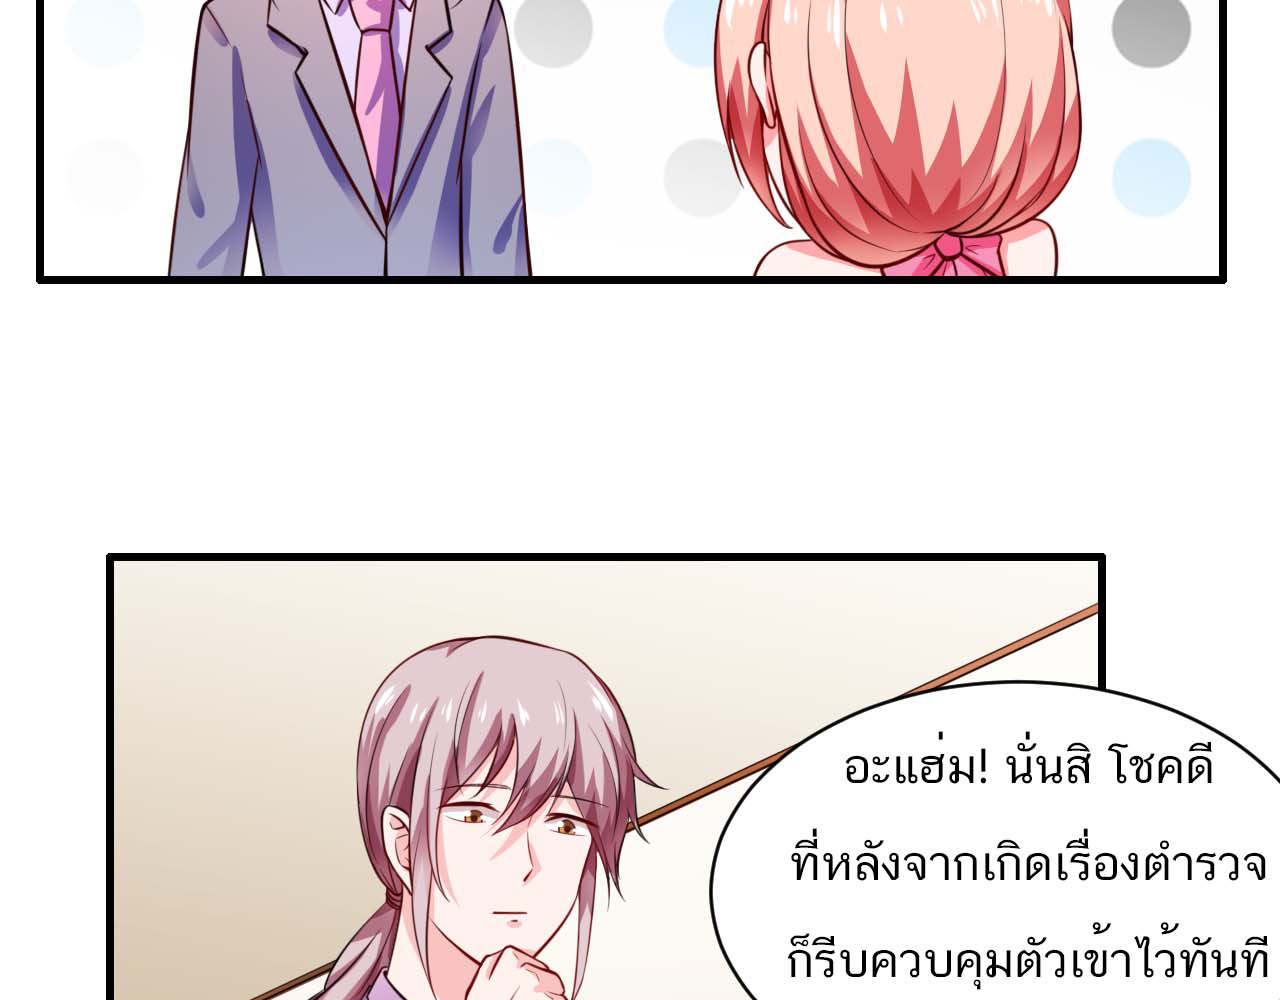 อะแฮ่ม! นั่นสิ โชคดี
ที่หลังจากเกิดเรื่องตำรวจ
ก็รีบควบคุมตัวเข้าไว้ทันที